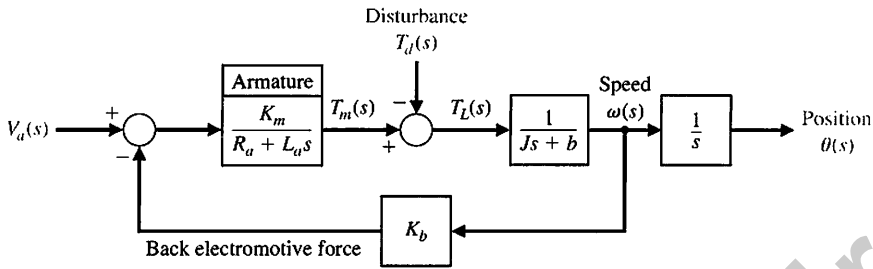 Disturbance
T_d(s)
Armature
Speed
ω(s)
V_a(s)
+
−
K_m
R_a + L_a s
T_m(s)
−
+
T_L(s)
1
Js + b
1
s
Position
θ(s)
K_b
Back electromotive force